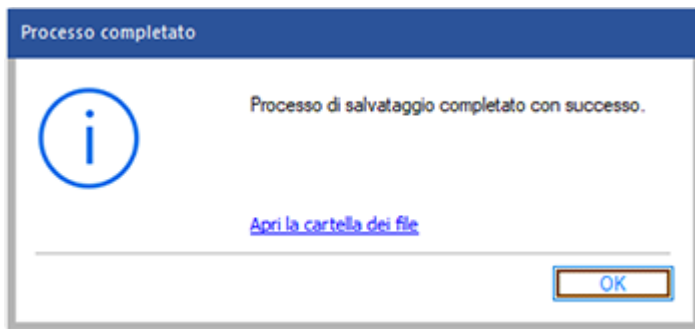 Processo completato
Processo di salvataggio completato con successo.
Apri la cartella dei file
OK